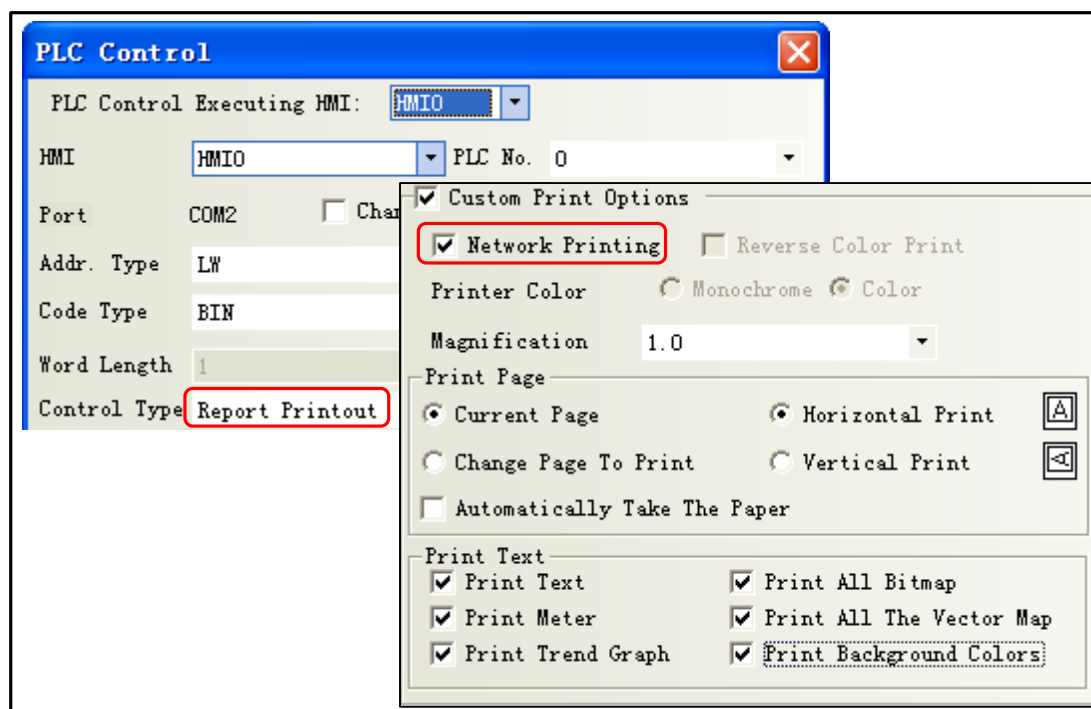 PLC Control
PLC Control Executing HMI: HMI0
HMI HMI0 PLC No. 0
Port COM2 Chan
Addr. Type LW
Code Type BIN
Word Length 1
Control Type Report Printout
Custom Print Options
Network Printing Reverse Color Print
Printer Color Monochrome Color
Magnification 1.0
Print Page
Current Page Horizontal Print A
Change Page To Print Vertical Print A
Automatically Take The Paper
Print Text
Print Text Print All Bitmap
Print Meter Print All The Vector Map
Print Trend Graph Print Background Colors